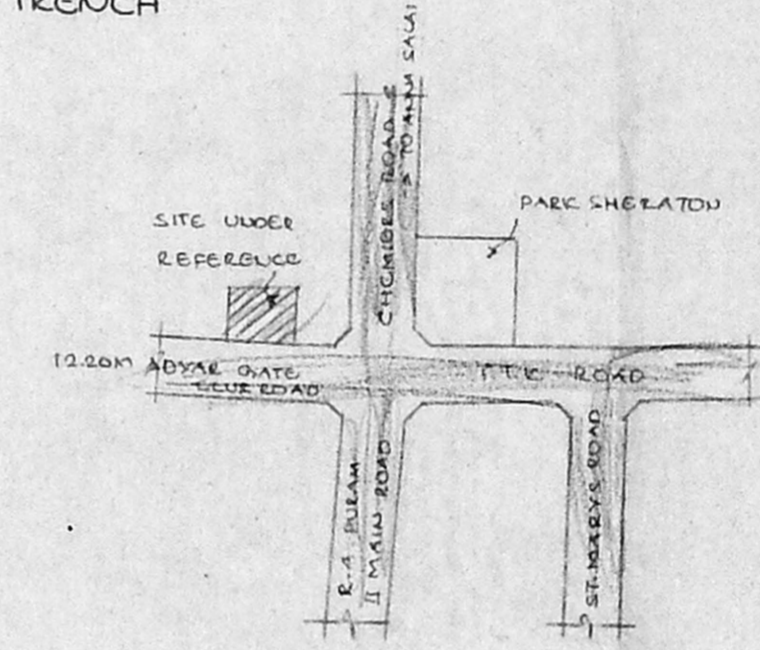 TRENCH
→ TO ANNA SALAI
CHEMIERS ROAD
PARK SHERATON
SITE UNDER
REFERENCE
12.20M ADYAR GATE
CLUB ROAD
T.T.K ROAD
R.A PURAM
II MAIN ROAD
ST.MARYS ROAD